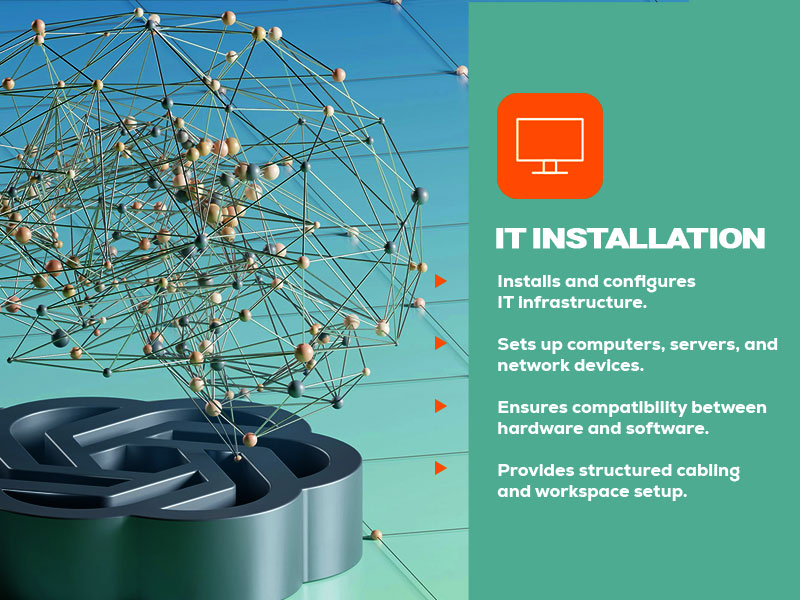 IT INSTALLATION
Installs and configures
IT infrastructure.
Sets up computers, servers, and
network devices.
Ensures compatibility between
hardware and software.
Provides structured cabling
and workspace setup.